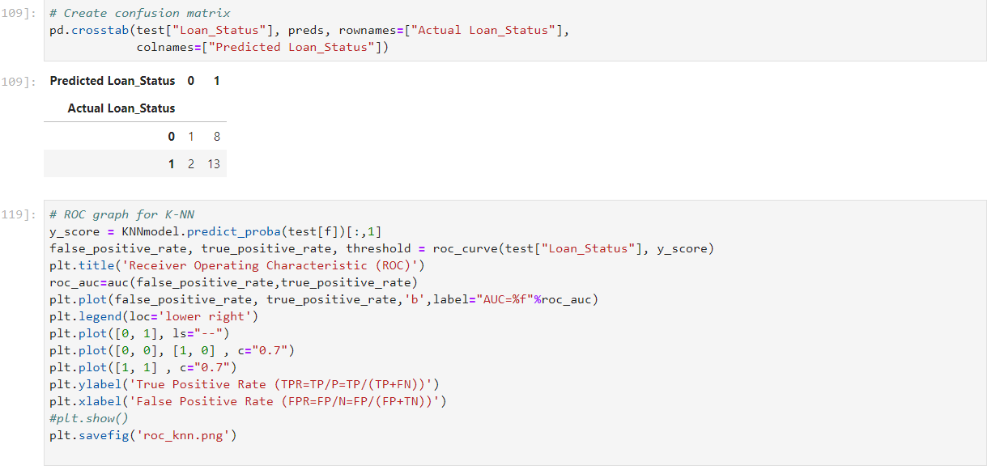 109]: # Create confusion matrix
pd.crosstab(test["Loan_Status"], preds, rownames=["Actual Loan_Status"],
            colnames=["Predicted Loan_Status"])
109]: Predicted Loan_Status 0 1
Actual Loan_Status
0 1 8
1 2 13
119]: # ROC graph for K-NN
y_score = KNNmodel.predict_proba(test[f])[:,1]
false_positive_rate, true_positive_rate, threshold = roc_curve(test["Loan_Status"], y_score)
plt.title('Receiver Operating Characteristic (ROC)')
roc_auc=auc(false_positive_rate,true_positive_rate)
plt.plot(false_positive_rate, true_positive_rate,'b',label="AUC=%f"%roc_auc)
plt.legend(loc='lower right')
plt.plot([0, 1], ls="--")
plt.plot([0, 0], [1, 0] , c="0.7")
plt.plot([1, 1] , c="0.7")
plt.ylabel('True Positive Rate (TPR=TP/P=TP/(TP+FN))')
plt.xlabel('False Positive Rate (FPR=FP/N=FP/(FP+TN))')
#plt.show()
plt.savefig('roc_knn.png')